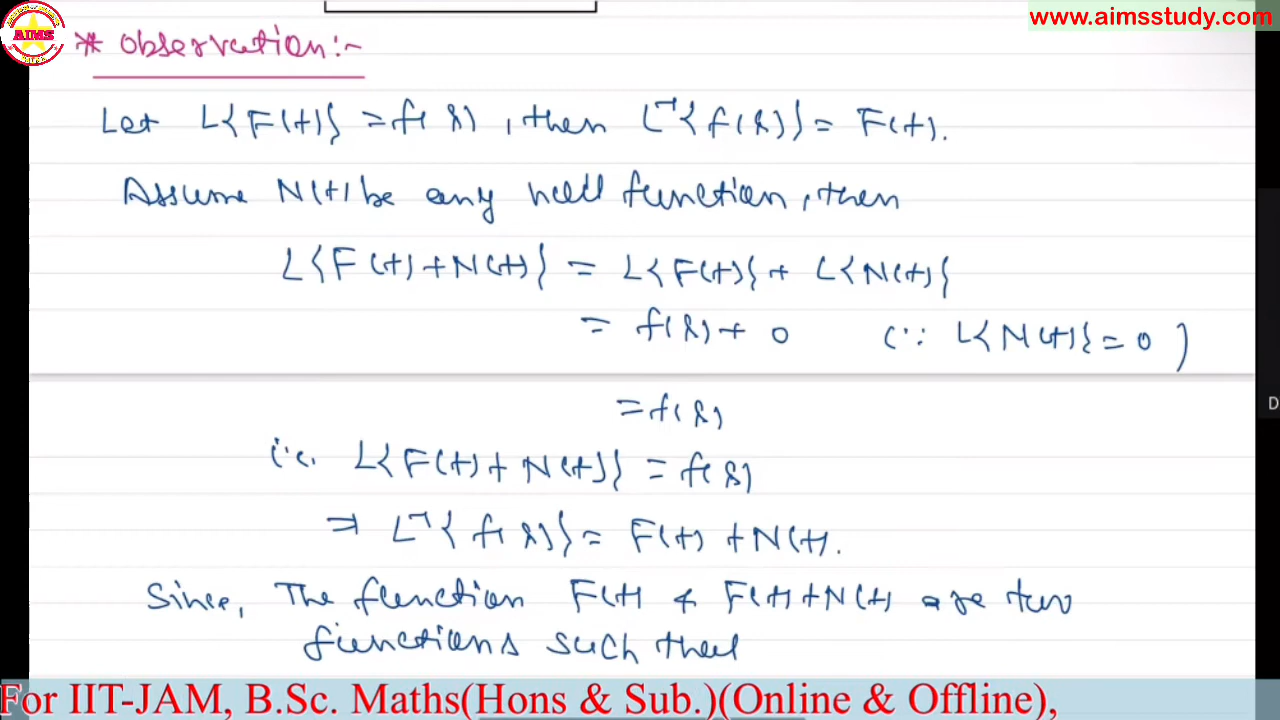 AIMS
www.aimsstudy.com
* Observation:-
Let L{F(t)} = f(s), then L⁻¹{f(s)} = F(t).
Assume N(t) be any null function, then
L{F(t)+N(t)} = L{F(t)} + L{N(t)}
= f(s) + 0 (∵ L{N(t)} = 0)
= f(s)
i.e. L{F(t) + N(t)} = f(s)
⇒ L⁻¹{f(s)} = F(t) + N(t).
Since, The function F(t) & F(t)+N(t) are two
functions such that
D
For IIT-JAM, B.Sc. Maths(Hons & Sub.)(Online & Offline),